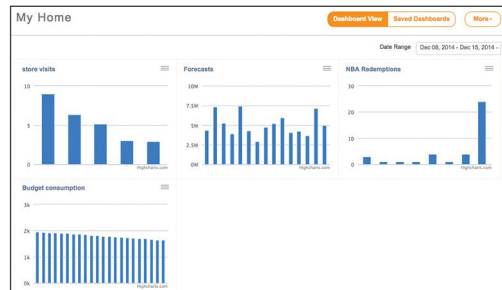 My Home
Dashboard View Saved Dashboards More
Date Range Dec 08, 2014 - Dec 15, 2014
store visits
10
5
0
Highcharts.com
Forecasts
10M
7.5M
5M
2.5M
0M
Highcharts.com
NBA Redemptions
30
20
10
0
Highcharts.com
Budget consumption
3k
2k
1k
0k
Highcharts.com